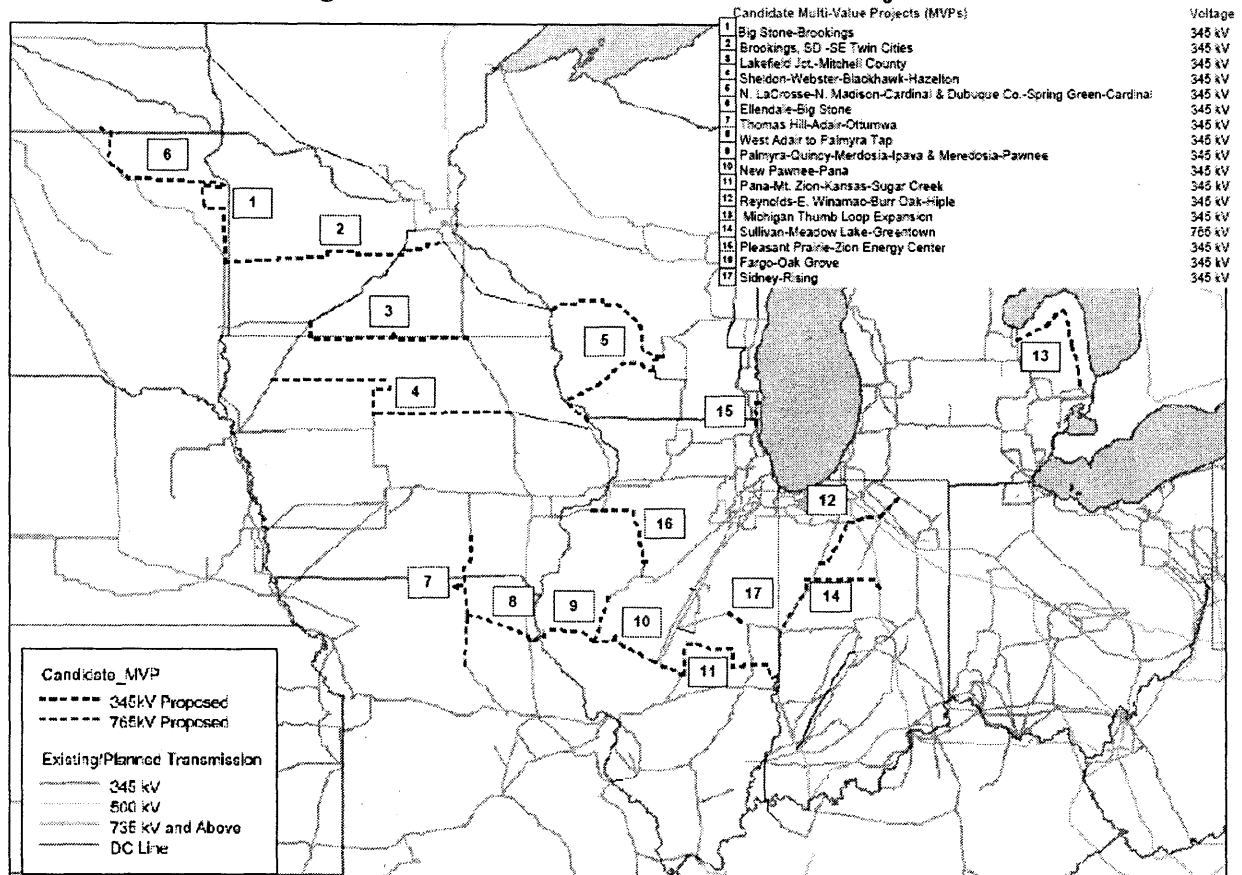 Candidate Multi-Value Projects (MVPs) Voltage
1 Big Stone-Brookings 345 kV
2 Brookings, SD -SE Twin Cities 345 kV
3 Lakefield Jct.-Mitchell County 345 kV
4 Sheldon-Webster-Blackhawk-Hazelton 345 kV
5 N. LaCrosse-N. Madison-Cardinal & Dubuque Co.-Spring Green-Cardinal 345 kV
6 Ellendale-Big Stone 345 kV
7 Thomas Hill-Adair-Ottumwa 345 kV
8 West Adair to Palmyra Tap 345 kV
9 Palmyra-Quincy-Merdosia-Ipava & Meredosia-Pawnee 345 kV
10 New Pawnee-Pana 345 kV
11 Pana-Mt. Zion-Kansas-Sugar Creek 345 kV
12 Reynolds-E. Winamac-Burr Oak-Hiple 345 kV
13 Michigan Thumb Loop Expansion 345 kV
14 Sullivan-Meadow Lake-Greentown 765 kV
15 Pleasant Prairie-Zion Energy Center 345 kV
16 Fargo-Oak Grove 345 kV
17 Sidney-Rising 345 kV
6
1
2
3
5
13
4
15
12
16
7
8
9
10
17
14
11
Candidate_MVP
345kV Proposed
765kV Proposed
Existing/Planned Transmission
345 kV
500 kV
735 kV and Above
DC Line